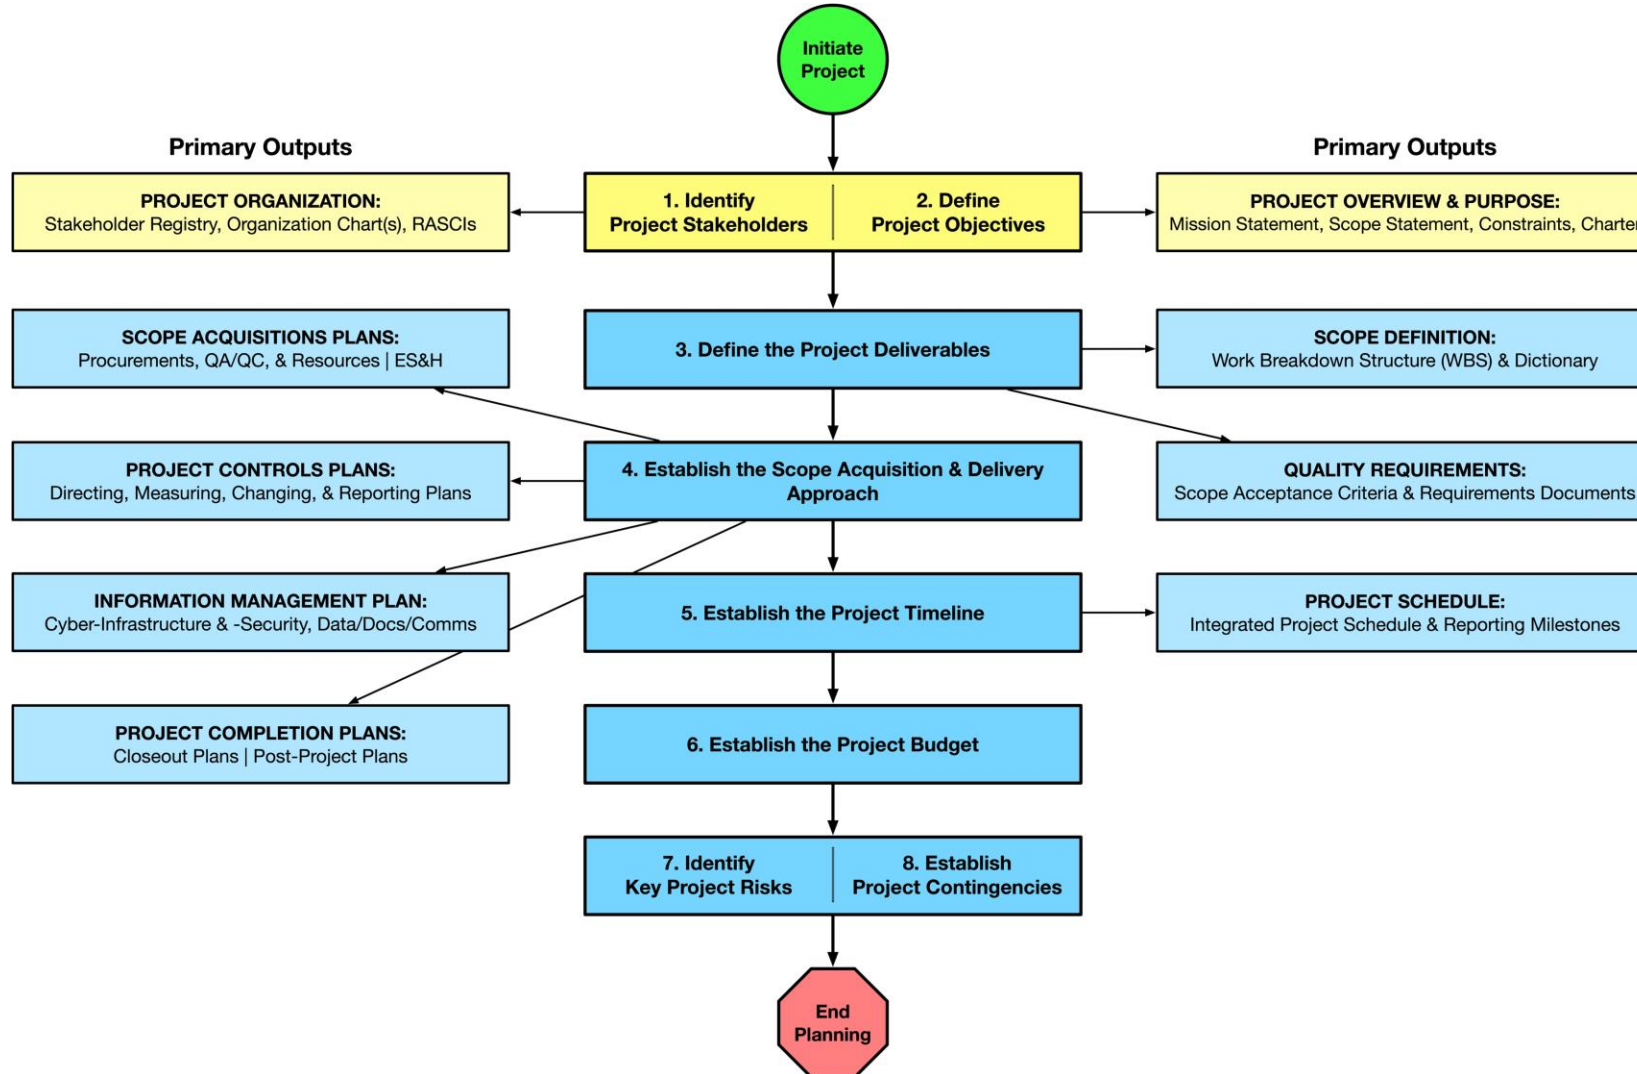 Initiate
Project
Primary Outputs
Primary Outputs
PROJECT ORGANIZATION:
Stakeholder Registry, Organization Chart(s), RASCIs
1. Identify
Project Stakeholders
2. Define
Project Objectives
PROJECT OVERVIEW & PURPOSE:
Mission Statement, Scope Statement, Constraints, Charter
SCOPE ACQUISITIONS PLANS:
Procurements, QA/QC, & Resources | ES&H
3. Define the Project Deliverables
SCOPE DEFINITION:
Work Breakdown Structure (WBS) & Dictionary
PROJECT CONTROLS PLANS:
Directing, Measuring, Changing, & Reporting Plans
4. Establish the Scope Acquisition & Delivery
Approach
QUALITY REQUIREMENTS:
Scope Acceptance Criteria & Requirements Documents
INFORMATION MANAGEMENT PLAN:
Cyber-Infrastructure & -Security, Data/Docs/Comms
5. Establish the Project Timeline
PROJECT SCHEDULE:
Integrated Project Schedule & Reporting Milestones
PROJECT COMPLETION PLANS:
Closeout Plans | Post-Project Plans
6. Establish the Project Budget
7. Identify
Key Project Risks
8. Establish
Project Contingencies
End
Planning